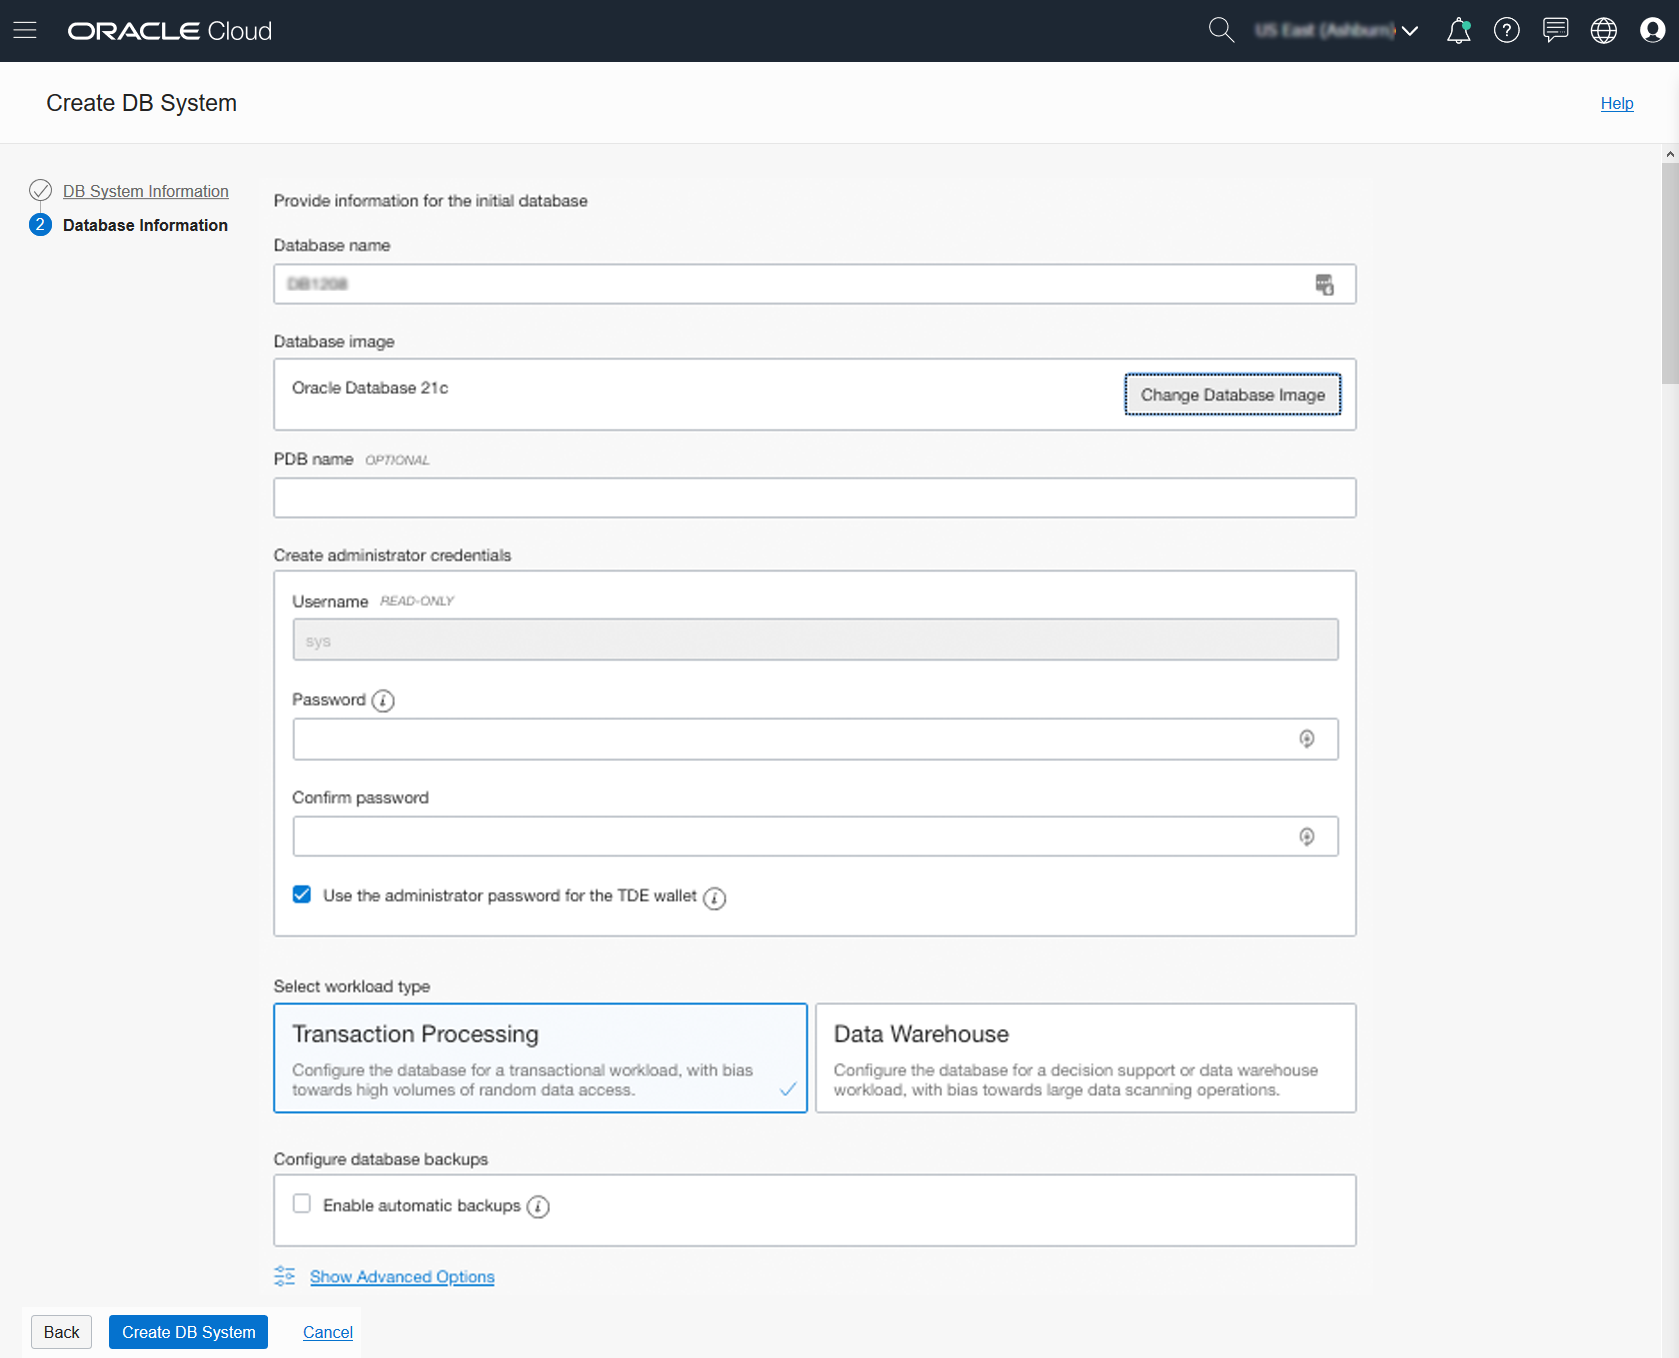 ORACLE Cloud
US East (Ashburn)
Create DB System
Help
DB System Information
2 Database Information
Provide information for the initial database
Database name
DB1208
Database image
Oracle Database 21c
Change Database Image
PDB name OPTIONAL
Create administrator credentials
Username READ-ONLY
sys
Password
Confirm password
Use the administrator password for the TDE wallet
Select workload type
Transaction Processing
Configure the database for a transactional workload, with bias
towards high volumes of random data access.
Data Warehouse
Configure the database for a decision support or data warehouse
workload, with bias towards large data scanning operations.
Configure database backups
Enable automatic backups
Show Advanced Options
Back
Create DB System
Cancel